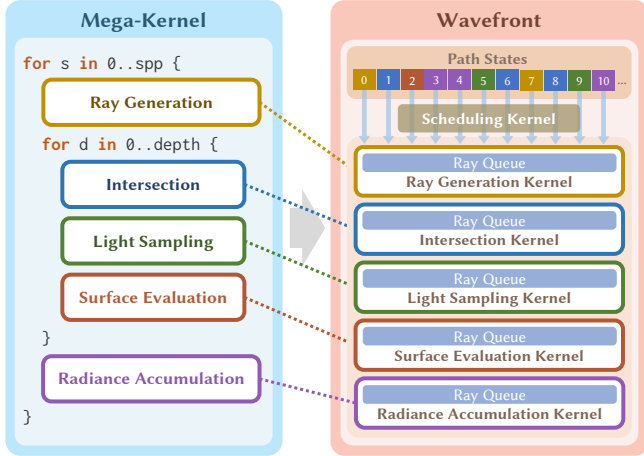 Mega-Kernel
for s in 0..spp {
Ray Generation
for d in 0..depth {
Intersection
Light Sampling
Surface Evaluation
}
Radiance Accumulation
}
Wavefront
Path States
0 1 2 3 4 5 6 7 8 9 10 ...
Scheduling Kernel
Ray Queue
Ray Generation Kernel
Ray Queue
Intersection Kernel
Ray Queue
Light Sampling Kernel
Ray Queue
Surface Evaluation Kernel
Ray Queue
Radiance Accumulation Kernel